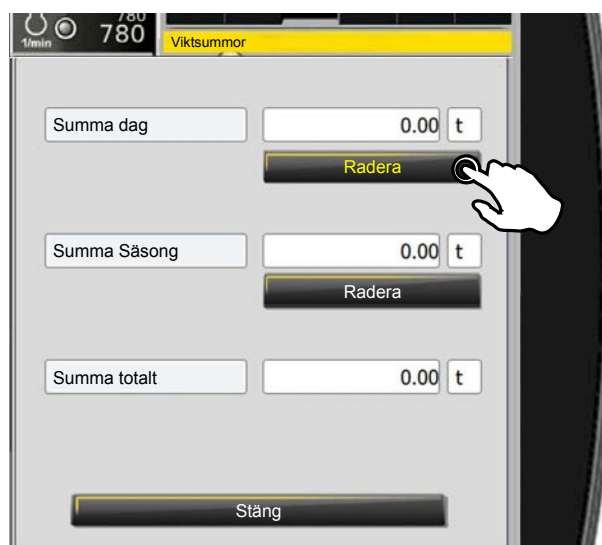 780
1/min 780
Viktsummor
Summa dag 0.00 t
Radera
Summa Säsong 0.00 t
Radera
Summa totalt 0.00 t
Stäng